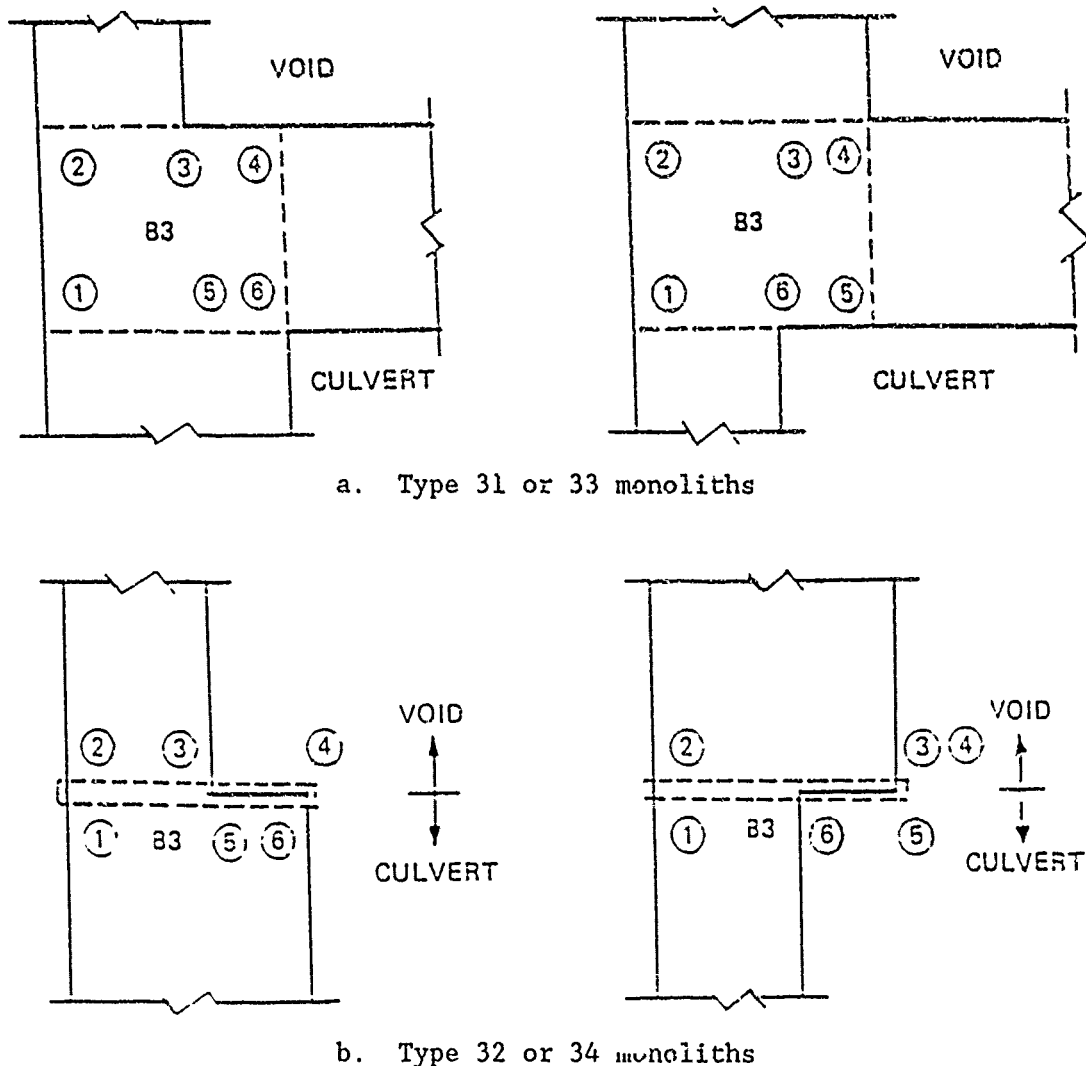 VOID
VOID
2 3 4
2 3 4
B3
B3
1 5 6
1 6 5
CULVERT
CULVERT
a. Type 31 or 33 monoliths
VOID
VOID
2 3 4
2 3 4
1 B3 5 6
1 B3 6 5
CULVERT
CULVERT
b. Type 32 or 34 monoliths